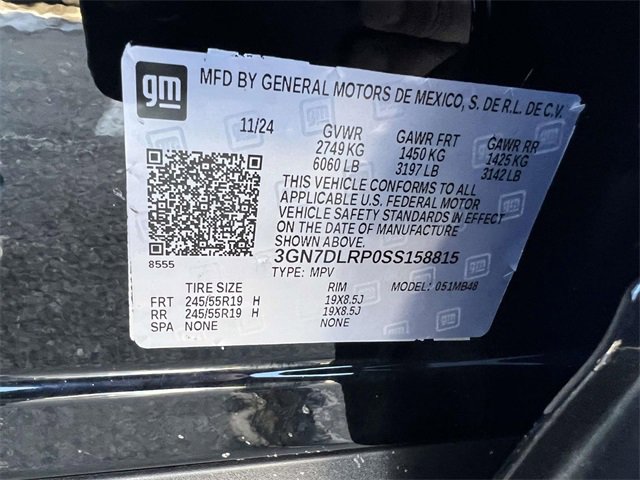 gm
MFD BY GENERAL MOTORS DE MEXICO, S. DE R.L. DE C.V.
11/24 GVWR GAWR FRT GAWR RR
2749 KG 1450 KG 1425 KG
6060 LB 3197 LB 3142 LB
THIS VEHICLE CONFORMS TO ALL
APPLICABLE U.S. FEDERAL MOTOR
VEHICLE SAFETY STANDARDS IN EFFECT
ON THE DATE OF MANUFACTURE
SHOWN ABOVE.
8555 3GN7DLRP0SS158815
TYPE: MPV MODEL: 051MB48
TIRE SIZE RIM
FRT 245/55R19 H 19X8.5J
RR 245/55R19 H 19X8.5J
SPA NONE NONE